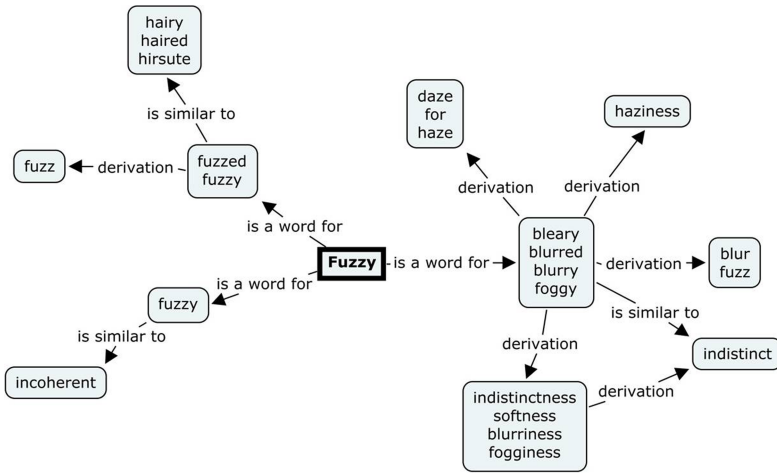 hairy
haired
hirsute
is similar to
fuzz
derivation
fuzzed
fuzzy
is a word for
Fuzzy
is a word for
fuzzy
is similar to
incoherent
is a word for
bleary
blurred
blurry
foggy
derivation
daze
for
haze
derivation
haziness
derivation
blur
fuzz
is similar to
indistinct
derivation
indistinctness
softness
blurriness
fogginess
derivation